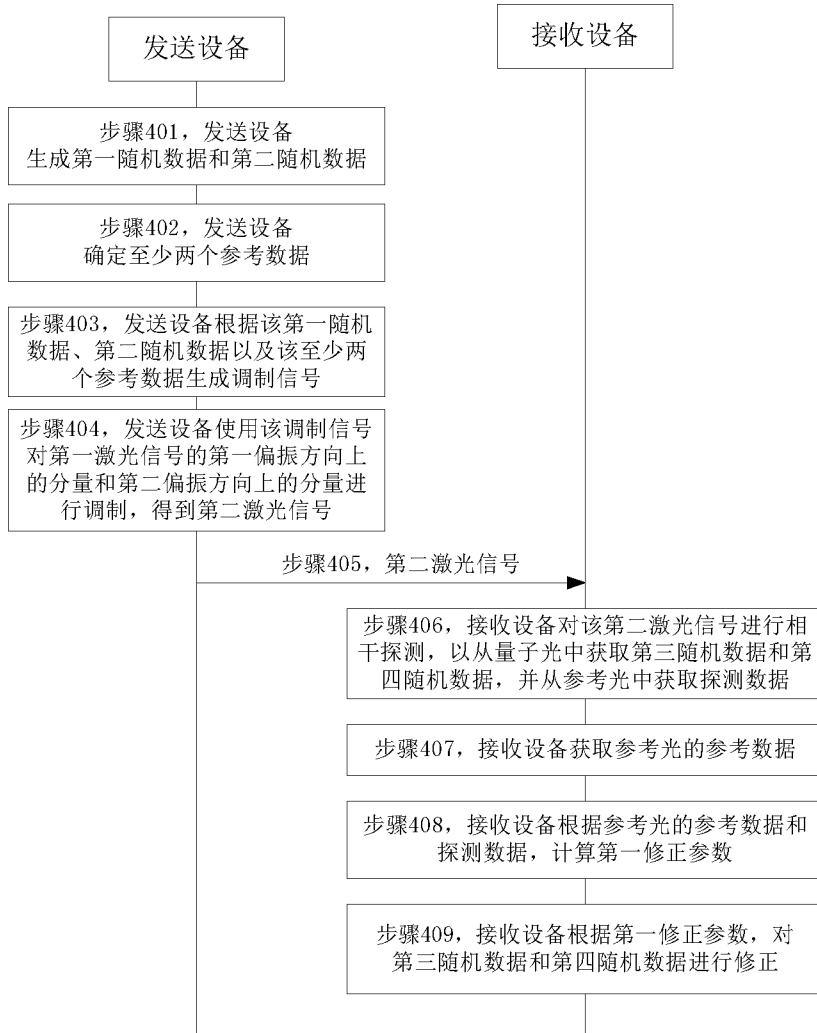 发送设备
接收设备
步骤401，发送设备
生成第一随机数据和第二随机数据
步骤402，发送设备
确定至少两个参考数据
步骤403，发送设备根据该第一随机
数据、第二随机数据以及该至少两
个参考数据生成调制信号
步骤404，发送设备使用该调制信号
对第一激光信号的第一偏振方向上
的分量和第二偏振方向上的分量进
行调制，得到第二激光信号
步骤405，第二激光信号
步骤406，接收设备对该第二激光信号进行相
干探测，以从量子光中获取第三随机数据和第
四随机数据，并从参考光中获取探测数据
步骤407，接收设备获取参考光的参考数据
步骤408，接收设备根据参考光的参考数据和
探测数据，计算第一修正参数
步骤409，接收设备根据第一修正参数，对
第三随机数据和第四随机数据进行修正